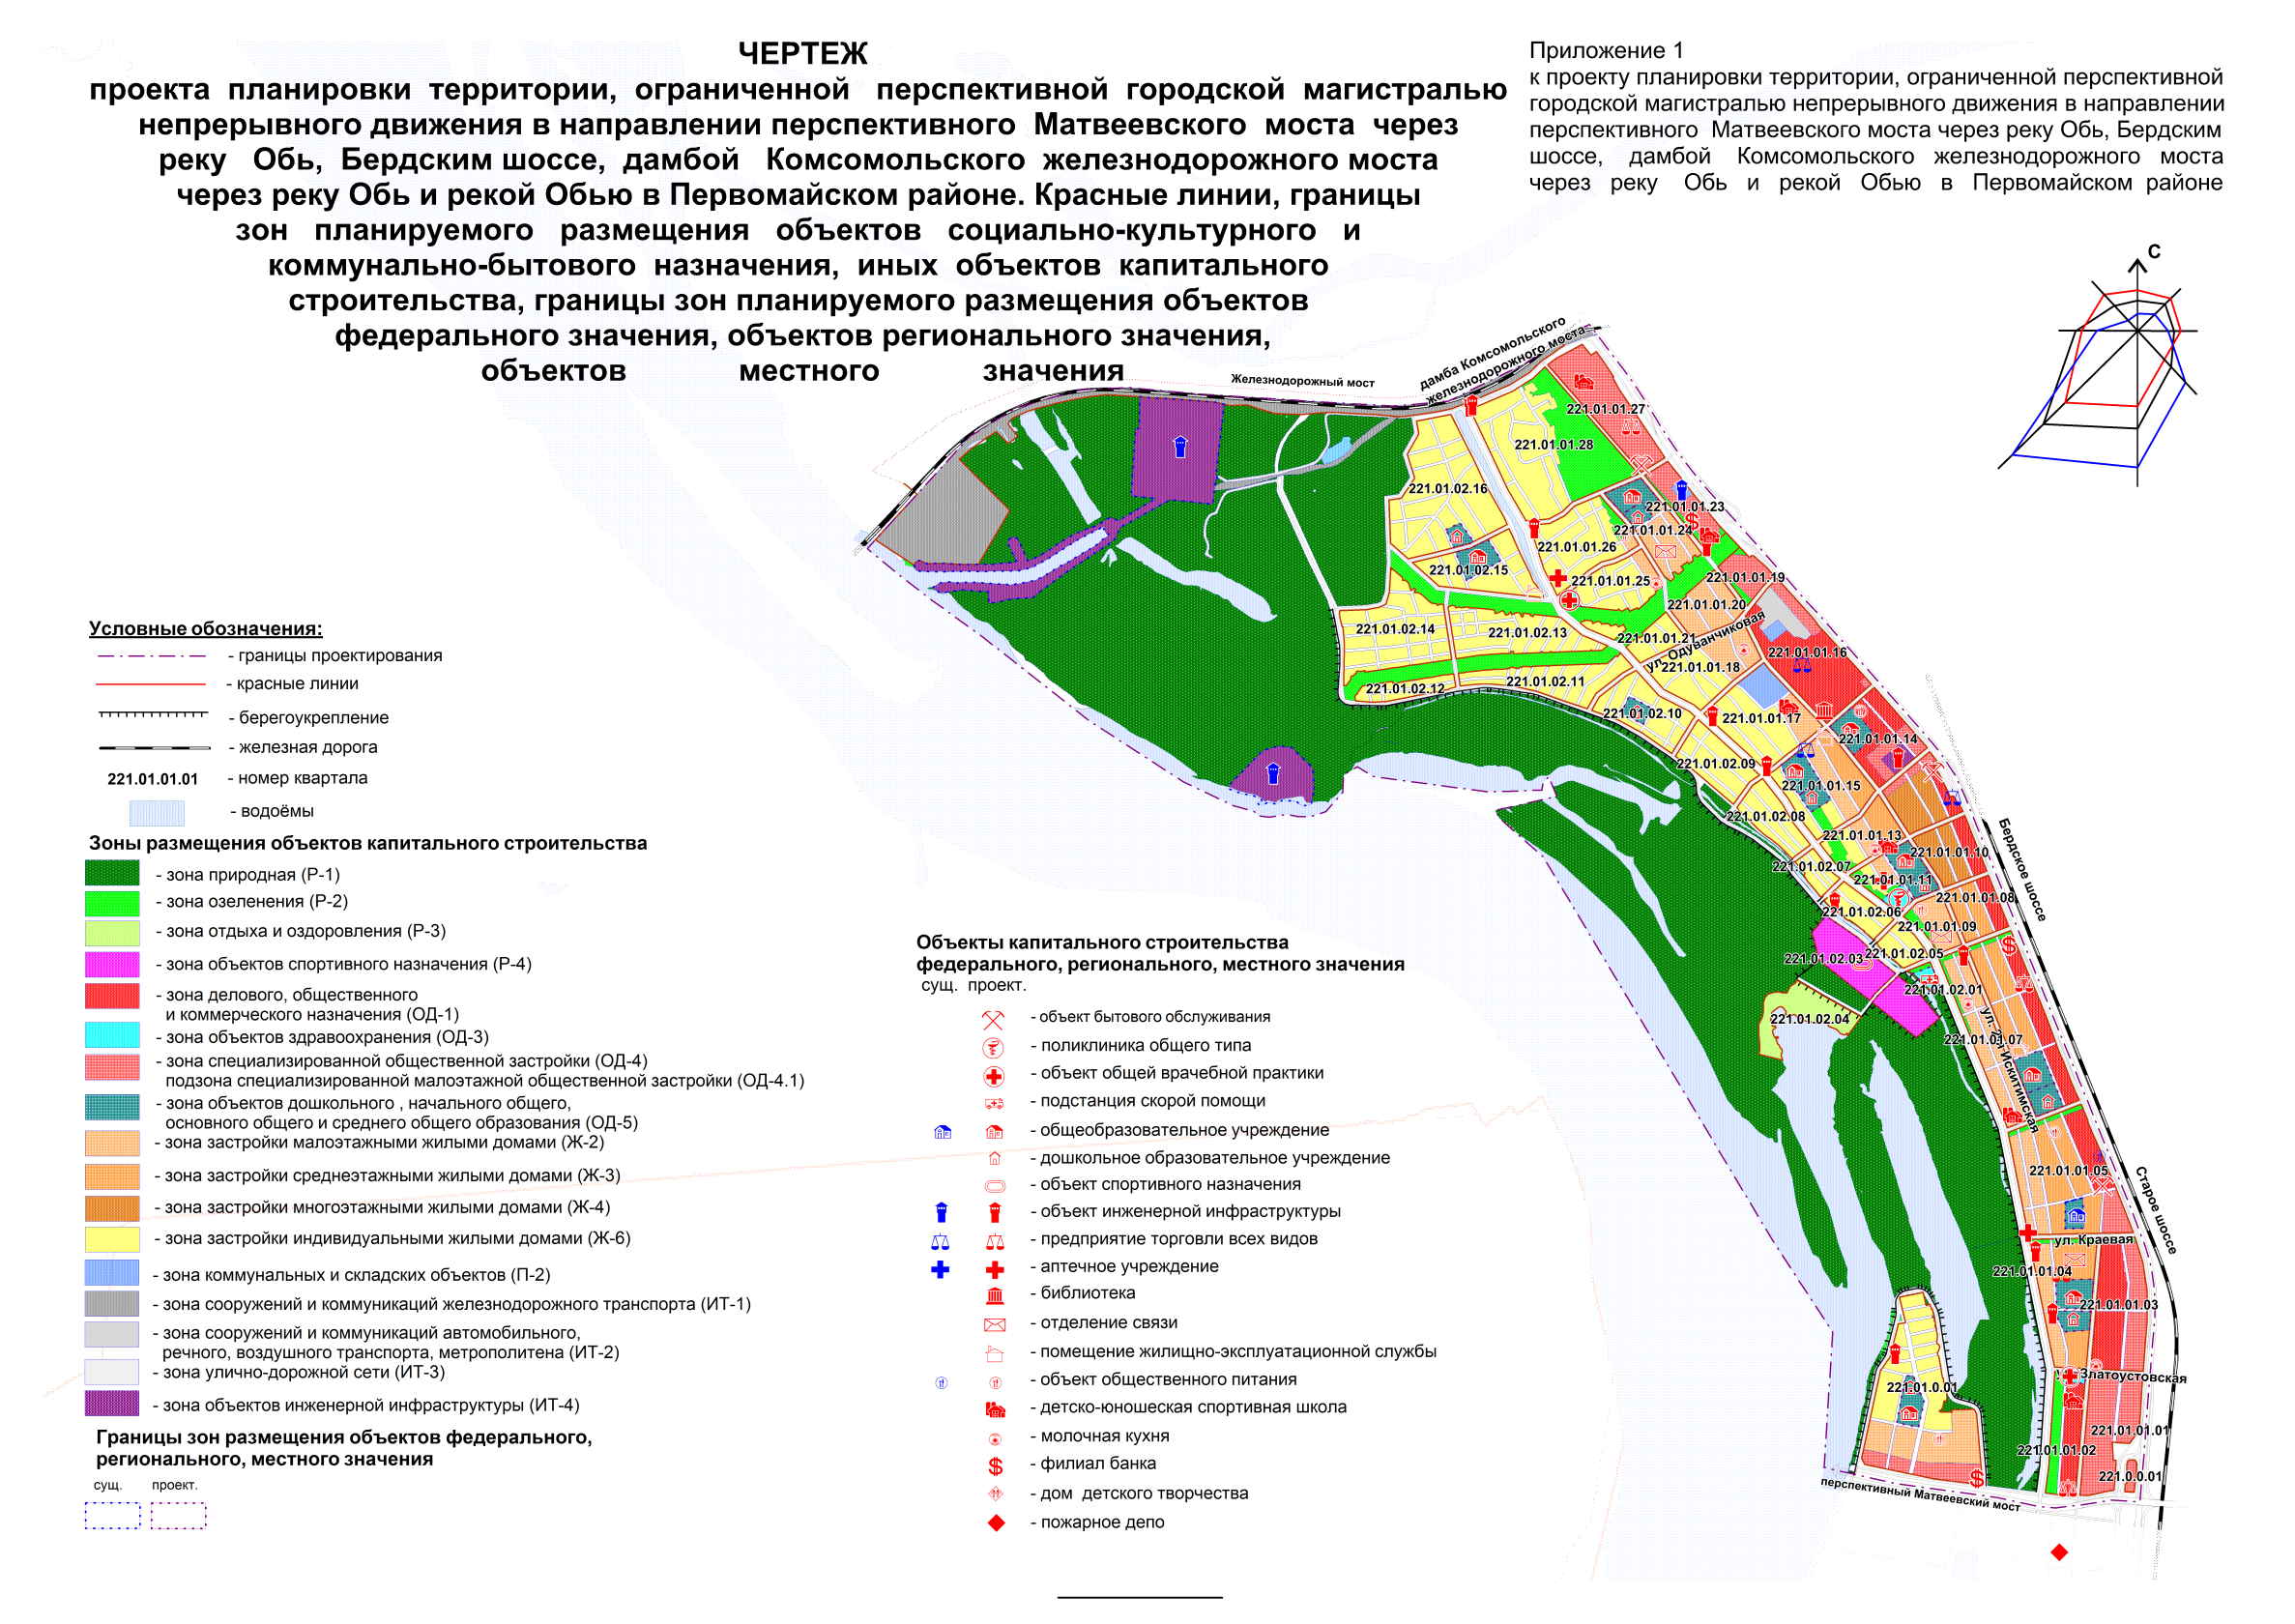 ЧЕРТЕЖ
проекта планировки территории, ограниченной перспективной городской магистралью
непрерывного движения в направлении перспективного Матвеевского моста через
реку Обь, Бердским шоссе, дамбой Комсомольского железнодорожного моста
через реку Обь и рекой Обью в Первомайском районе. Красные линии, границы
зон планируемого размещения объектов социально-культурного и
коммунально-бытового назначения, иных объектов капитального
строительства, границы зон планируемого размещения объектов
федерального значения, объектов регионального значения,
объектов местного значения
Приложение 1
к проекту планировки территории, ограниченной перспективной
городской магистралью непрерывного движения в направлении
перспективного Матвеевского моста через реку Обь, Бердским
шоссе, дамбой Комсомольского железнодорожного моста
через реку Обь и рекой Обью в Первомайском районе
С
Железнодорожный мост
дамба Комсомольского
железнодорожного моста
221.01.01.27
221.01.01.28
221.01.02.16
221.01.01.23
221.01.01.24
221.01.01.26
221.01.02.15
221.01.01.25
221.01.01.19
221.01.01.20
221.01.02.14
221.01.02.13
221.01.01.21
ул. Одуванчиковая
221.01.01.16
221.01.01.18
221.01.02.12
221.01.02.11
221.01.02.10
221.01.01.17
221.01.01.14
221.01.02.09
221.01.01.15
221.01.02.08
221.01.01.13
221.01.01.10
221.01.02.07
221.01.01.11
221.01.01.08
221.01.02.06
221.01.01.09
221.01.02.05
221.01.02.03
221.01.02.01
221.01.02.04
221.01.01.07
Бердское шоссе
ул. 2-я Искитимская
221.01.01.05
Старое шоссе
ул. Краевая
221.01.01.04
221.01.01.03
Златоустовская
221.01.0.01
221.01.01.01
221.01.01.02
221.0.0.01
перспективный Матвеевский мост
Условные обозначения:
- границы проектирования
- красные линии
- берегоукрепление
- железная дорога
221.01.01.01 - номер квартала
- водоёмы
Зоны размещения объектов капитального строительства
- зона природная (Р-1)
- зона озеленения (Р-2)
- зона отдыха и оздоровления (Р-3)
- зона объектов спортивного назначения (Р-4)
- зона делового, общественного
и коммерческого назначения (ОД-1)
- зона объектов здравоохранения (ОД-3)
- зона специализированной общественной застройки (ОД-4)
подзона специализированной малоэтажной общественной застройки (ОД-4.1)
- зона объектов дошкольного , начального общего,
основного общего и среднего общего образования (ОД-5)
- зона застройки малоэтажными жилыми домами (Ж-2)
- зона застройки среднеэтажными жилыми домами (Ж-3)
- зона застройки многоэтажными жилыми домами (Ж-4)
- зона застройки индивидуальными жилыми домами (Ж-6)
- зона коммунальных и складских объектов (П-2)
- зона сооружений и коммуникаций железнодорожного транспорта (ИТ-1)
- зона сооружений и коммуникаций автомобильного,
речного, воздушного транспорта, метрополитена (ИТ-2)
- зона улично-дорожной сети (ИТ-3)
- зона объектов инженерной инфраструктуры (ИТ-4)
Границы зон размещения объектов федерального,
регионального, местного значения
сущ. проект.
Объекты капитального строительства
федерального, регионального, местного значения
сущ. проект.
- объект бытового обслуживания
- поликлиника общего типа
- объект общей врачебной практики
- подстанция скорой помощи
- общеобразовательное учреждение
- дошкольное образовательное учреждение
- объект спортивного назначения
- объект инженерной инфраструктуры
- предприятие торговли всех видов
- аптечное учреждение
- библиотека
- отделение связи
- помещение жилищно-эксплуатационной службы
- объект общественного питания
- детско-юношеская спортивная школа
- молочная кухня
- филиал банка
- дом детского творчества
- пожарное депо